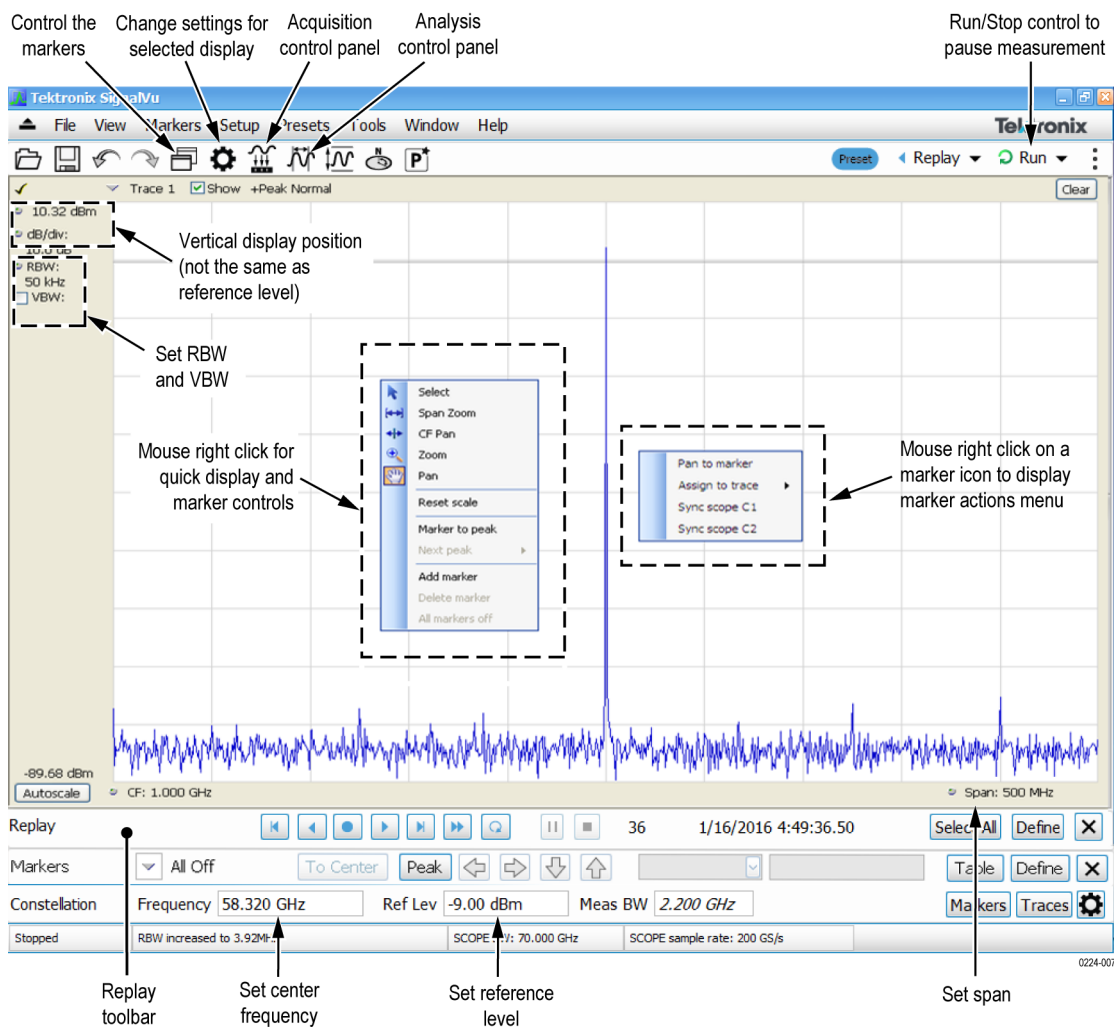 Control the
markers
Change settings for
selected display
Acquisition
control panel
Analysis
control panel
Run/Stop control to
pause measurement
Tektronix SignalVu
File View Markers Setup Presets Tools Window Help
Tektronix
Preset Replay Run
Trace 1 Show +Peak Normal
Clear
10.32 dBm
dB/div:
10.0 dB
RBW:
50 kHz
VBW:
Vertical display position
(not the same as
reference level)
Set RBW
and VBW
Mouse right click for
quick display and
marker controls
Select
Span Zoom
CF Pan
Zoom
Pan
Reset scale
Marker to peak
Next peak
Add marker
Delete marker
All markers off
Pan to marker
Assign to trace
Sync scope C1
Sync scope C2
Mouse right click on a
marker icon to display
marker actions menu
-89.68 dBm
Autoscale
CF: 1.000 GHz
Span: 500 MHz
Replay 36 1/16/2016 4:49:36.50 Select All Define
Markers All Off To Center Peak Table Define
Constellation Frequency 58.320 GHz Ref Lev -9.00 dBm Meas BW 2.200 GHz Markers Traces
Stopped RBW increased to 3.92MHz SCOPE : 70.000 GHz SCOPE sample rate: 200 GS/s
0224-007
Replay
toolbar
Set center
frequency
Set reference
level
Set span